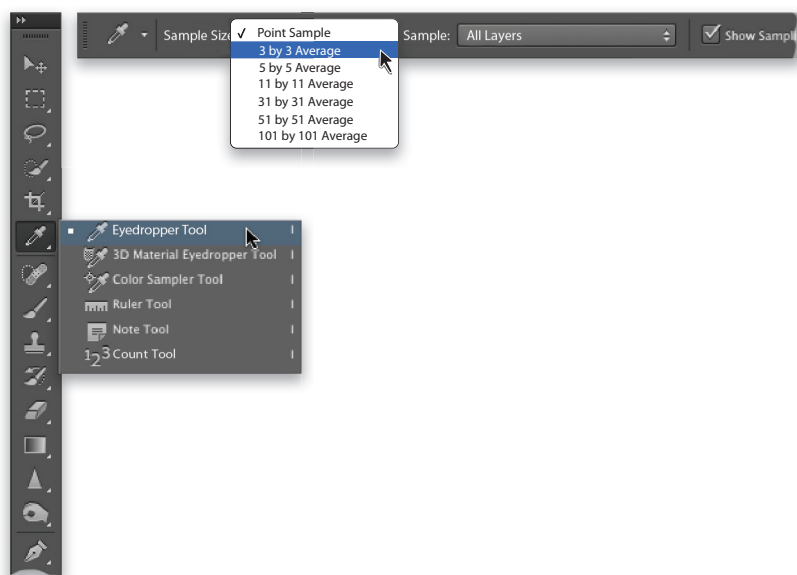 Sample Size
✓ Point Sample
3 by 3 Average
5 by 5 Average
11 by 11 Average
31 by 31 Average
51 by 51 Average
101 by 101 Average
Sample: All Layers
Show Sampli
Eyedropper Tool I
3D Material Eyedropper Tool I
Color Sampler Tool I
Ruler Tool I
Note Tool I
123 Count Tool I